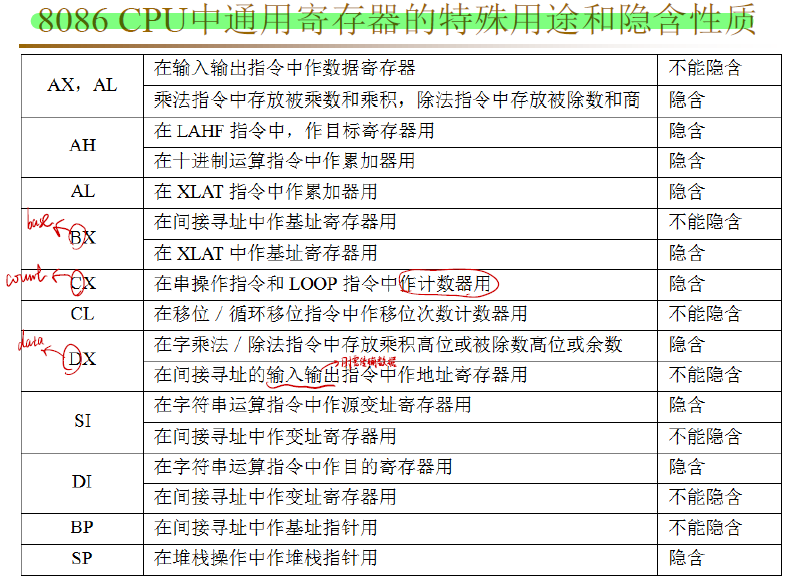 8086 CPU中通用寄存器的特殊用途和隐含性质
AX，AL
在输入输出指令中作数据寄存器
不能隐含
乘法指令中存放被乘数和乘积，除法指令中存放被除数和商
隐含
AH
在 LAHF 指令中，作目标寄存器用
隐含
在十进制运算指令中作累加器用
隐含
AL
在 XLAT 指令中作累加器用
隐含
base
BX
在间接寻址中作基址寄存器用
不能隐含
在 XLAT 中作基址寄存器用
隐含
count
CX
在串操作指令和 LOOP 指令中作计数器用
隐含
CL
在移位／循环移位指令中作移位次数计数器用
不能隐含
data
DX
在字乘法／除法指令中存放乘积高位或被除数高位或余数
隐含
在间接寻址的输入输出指令中作地址寄存器用
不能隐含
SI
在字符串运算指令中作源变址寄存器用
隐含
在间接寻址中作变址寄存器用
不能隐含
DI
在字符串运算指令中作目的寄存器用
隐含
在间接寻址中作变址寄存器用
不能隐含
BP
在间接寻址中作基址指针用
不能隐含
SP
在堆栈操作中作堆栈指针用
隐含